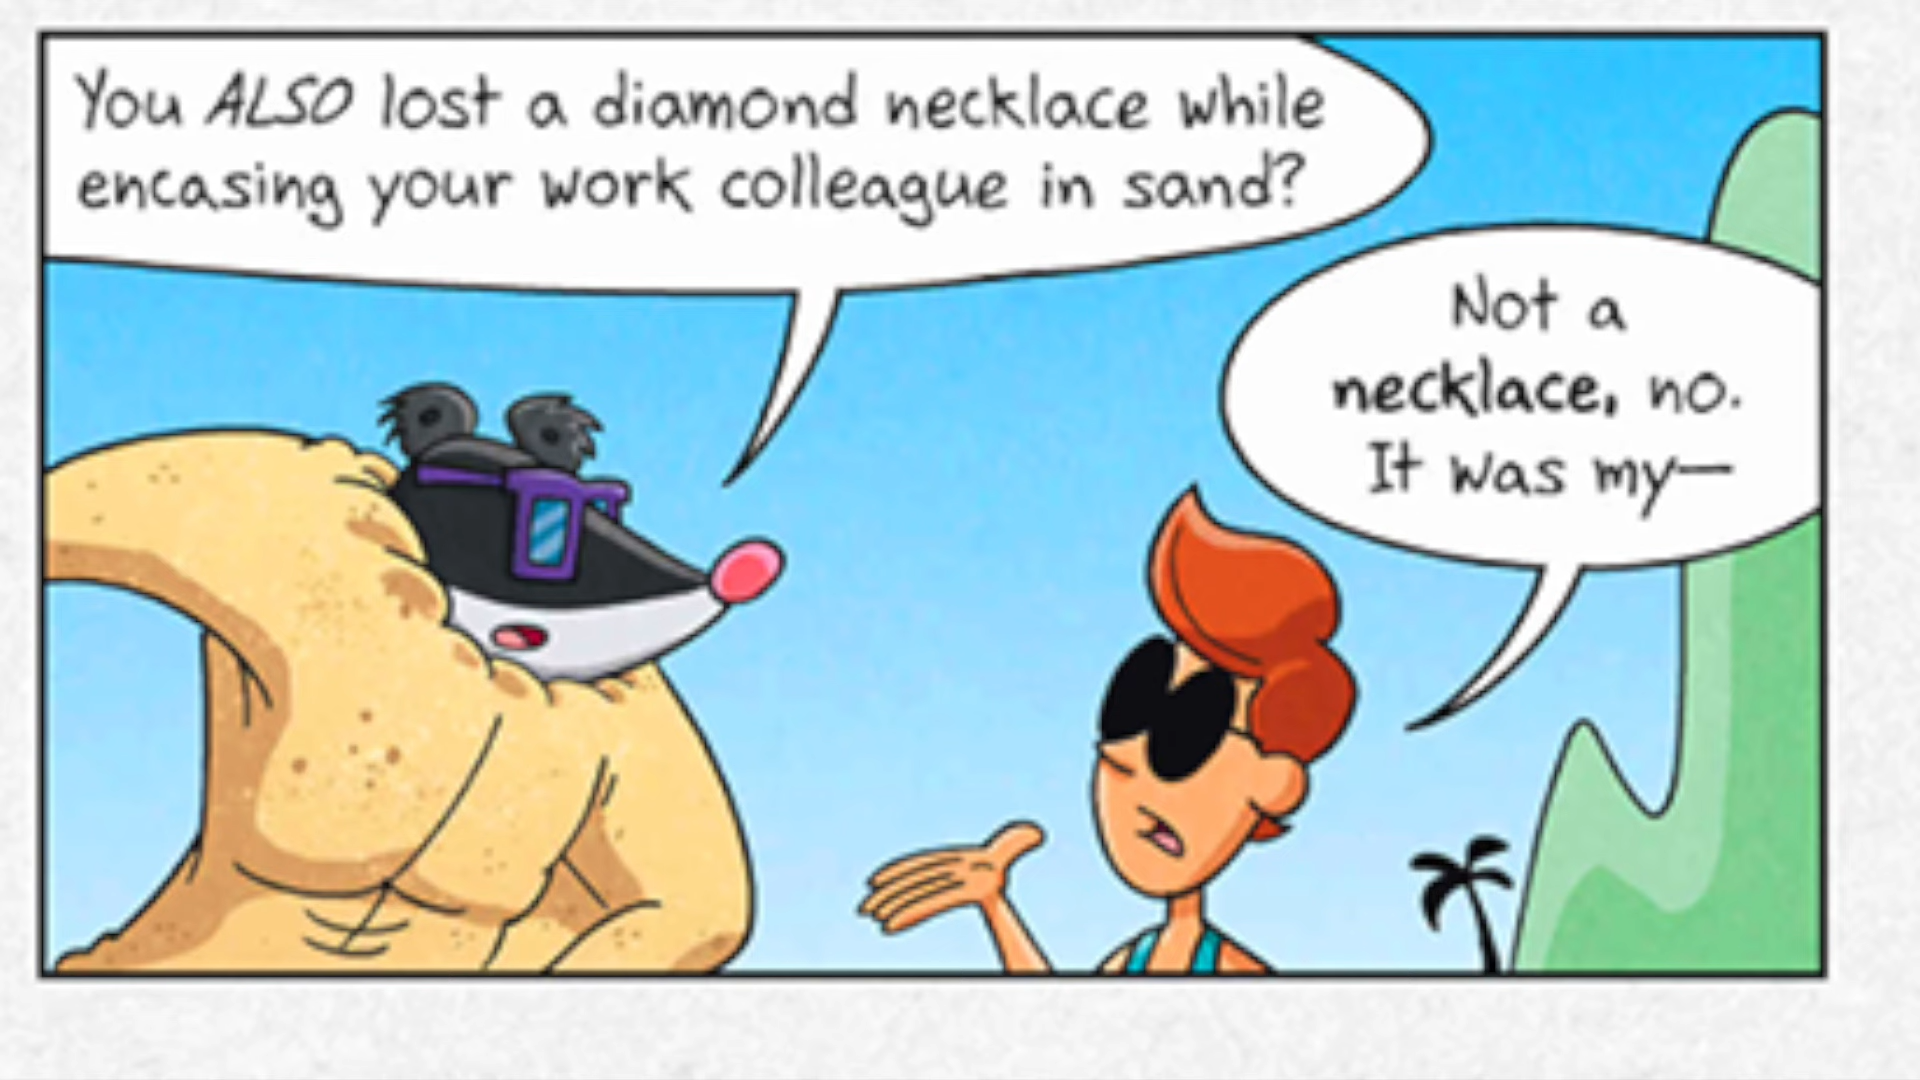 You ALSO lost a diamond necklace while
encasing your work colleague in sand?
Not a
necklace, no.
It was my—